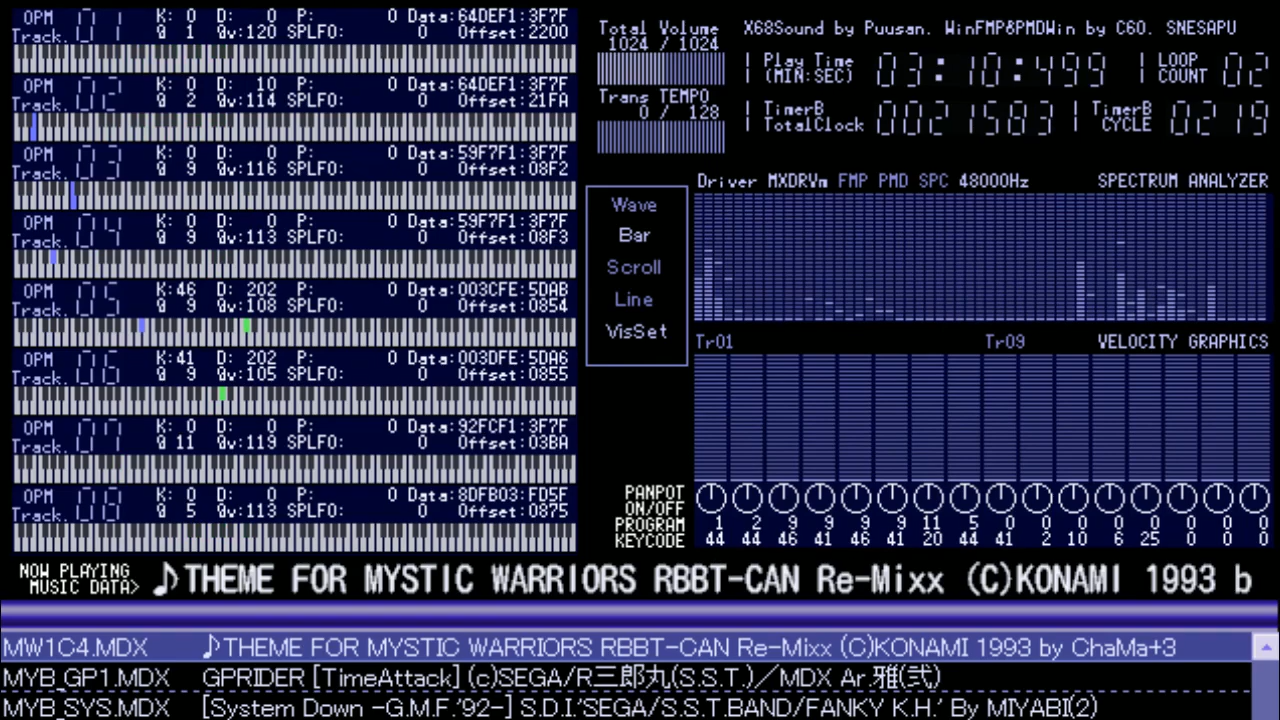 OPM 01 K: 0 D: 0 P: 0 Data:64DEF1:3F7F
Track. @ 1 @v:120 SPLFO: 0 Offset:2200
OPM 02 K: 0 D: 10 P: 0 Data:64DEF1:3F7F
Track. @ 2 @v:114 SPLFO: 0 Offset:21FA
OPM 03 K: 0 D: 0 P: 0 Data:59F7F1:3F7F
Track. @ 9 @v:116 SPLFO: 0 Offset:08F2
OPM 04 K: 0 D: 0 P: 0 Data:59F7F1:3F7F
Track. @ 9 @v:113 SPLFO: 0 Offset:08F3
OPM 05 K:46 D: 202 P: 0 Data:003CFE:5DAB
Track. @ 9 @v:108 SPLFO: 0 Offset:0854
OPM 06 K:41 D: 202 P: 0 Data:003DFE:5DA6
Track. @ 9 @v:105 SPLFO: 0 Offset:0855
OPM 07 K: 0 D: 0 P: 0 Data:92FCF1:3F7F
Track. @ 11 @v:119 SPLFO: 0 Offset:03BA
OPM 08 K: 0 D: 0 P: 0 Data:8DFB03:FD5F
Track. @ 5 @v:113 SPLFO: 0 Offset:0875
Total Volume
1024 / 1024
Trans TEMPO
0 / 128
X68Sound by Puusan. WinFMP&PMDWin by C60. SNESAPU
Play Time (MIN:SEC) 03:10:499 LOOP COUNT 02
TimerB TotalClock 0021583 TimerB CYCLE 0219
Wave
Bar
Scroll
Line
VisSet
Driver MXDRVm FMP PMD SPC 48000Hz SPECTRUM ANALYZER
Tr01 Tr09 VELOCITY GRAPHICS
PANPOT
ON/OFF
PROGRAM 1 2 9 9 9 9 11 5 0 0 0 0 0 0 0 0
KEYCODE 44 44 46 41 46 41 20 44 41 2 10 6 25 0 0 0
NOW PLAYING
MUSIC DATA> ♪THEME FOR MYSTIC WARRIORS RBBT-CAN Re-Mixx (C)KONAMI 1993 b
MW1C4.MDX ♪THEME FOR MYSTIC WARRIORS RBBT-CAN Re-Mixx (C)KONAMI 1993 by ChaMa+3
MYB_GP1.MDX GPRIDER [TimeAttack] (c)SEGA/R三郎丸(S.S.T.)／MDX Ar.雅(弐)
MYB_SYS.MDX [System Down -G.M.F.'92-] S.D.I.'SEGA/S.S.T.BAND/FANKY K.H.' By MIYABI(2)